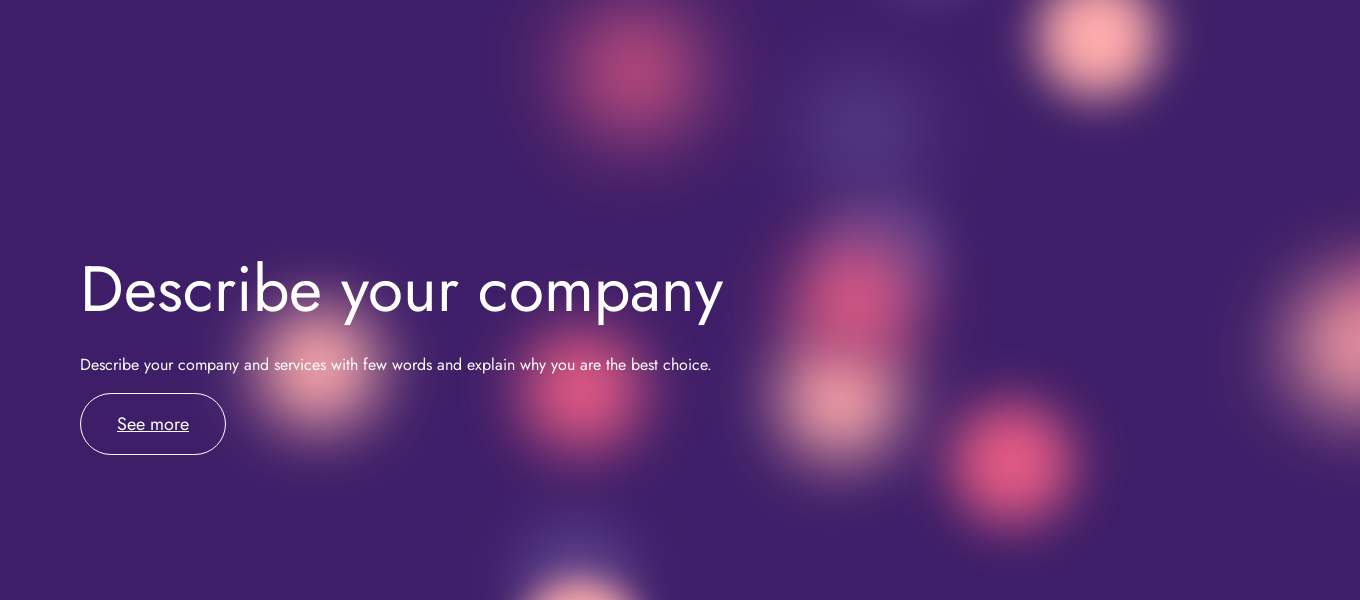 Describe your company
Describe your company and services with few words and explain why you are the best choice.
See more